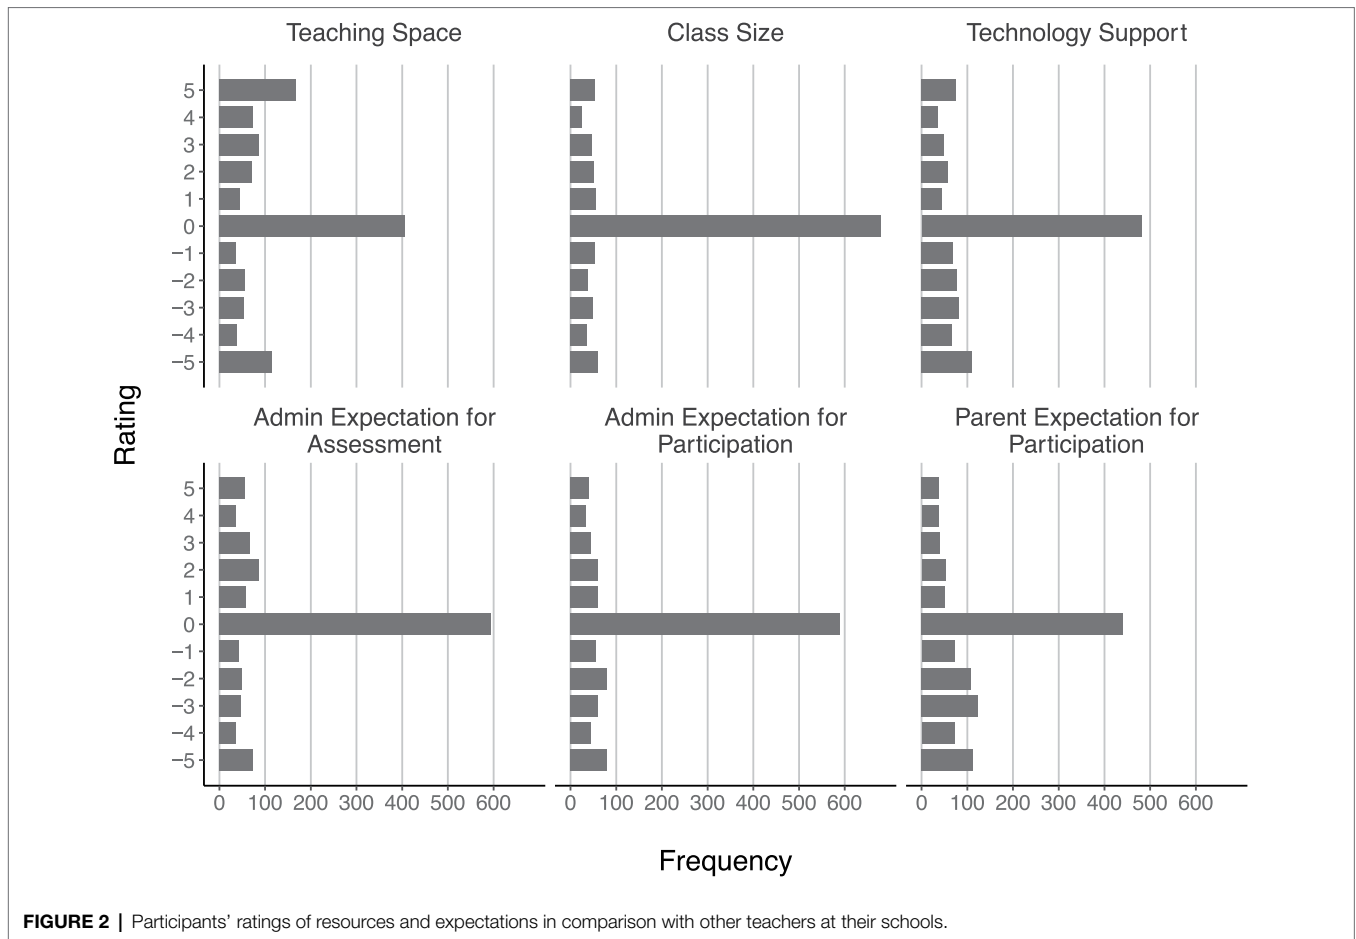 Teaching Space
Class Size
Technology Support
5
4
3
2
1
0
−1
−2
−3
−4
−5
Rating
Admin Expectation for
Assessment
Admin Expectation for
Participation
Parent Expectation for
Participation
5
4
3
2
1
0
−1
−2
−3
−4
−5
0 100 200 300 400 500 600
0 100 200 300 400 500 600
0 100 200 300 400 500 600
Frequency
FIGURE 2 | Participants’ ratings of resources and expectations in comparison with other teachers at their schools.